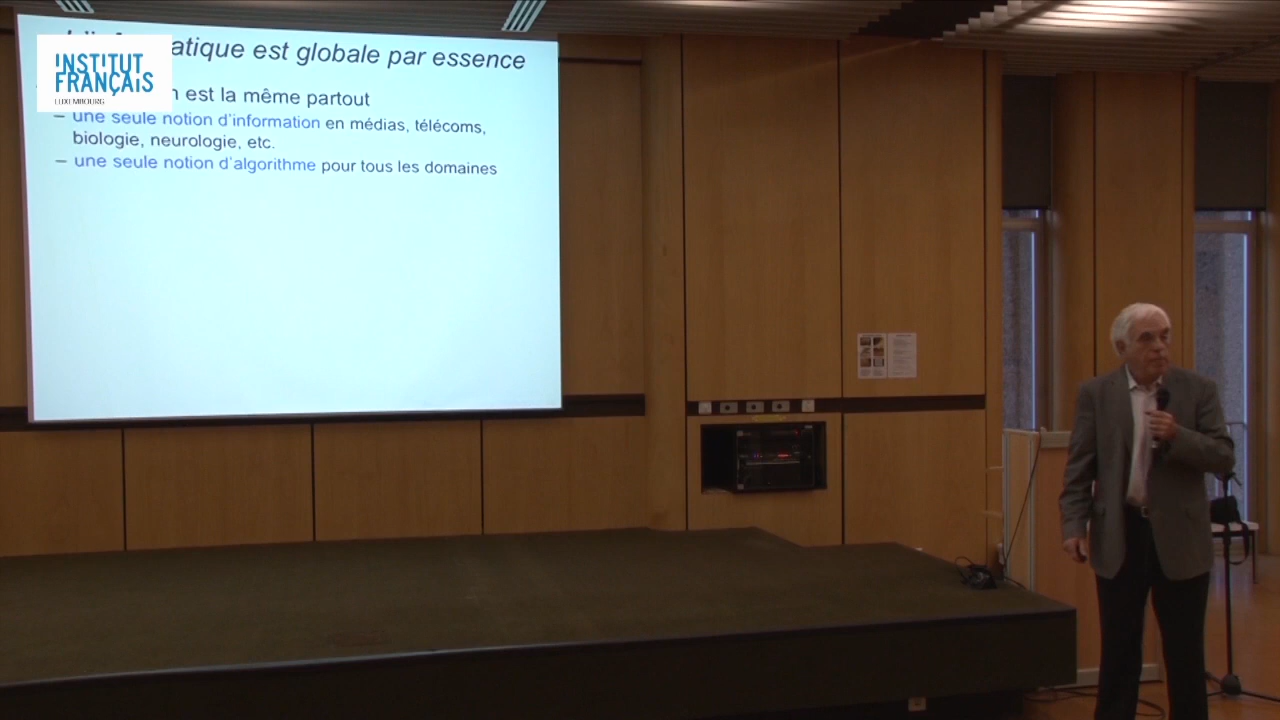 INSTITUT
FRANÇAIS
LUXEMBOURG
atique est globale par essence
n est la même partout
– une seule notion d'information en médias, télécoms,
biologie, neurologie, etc.
– une seule notion d'algorithme pour tous les domaines